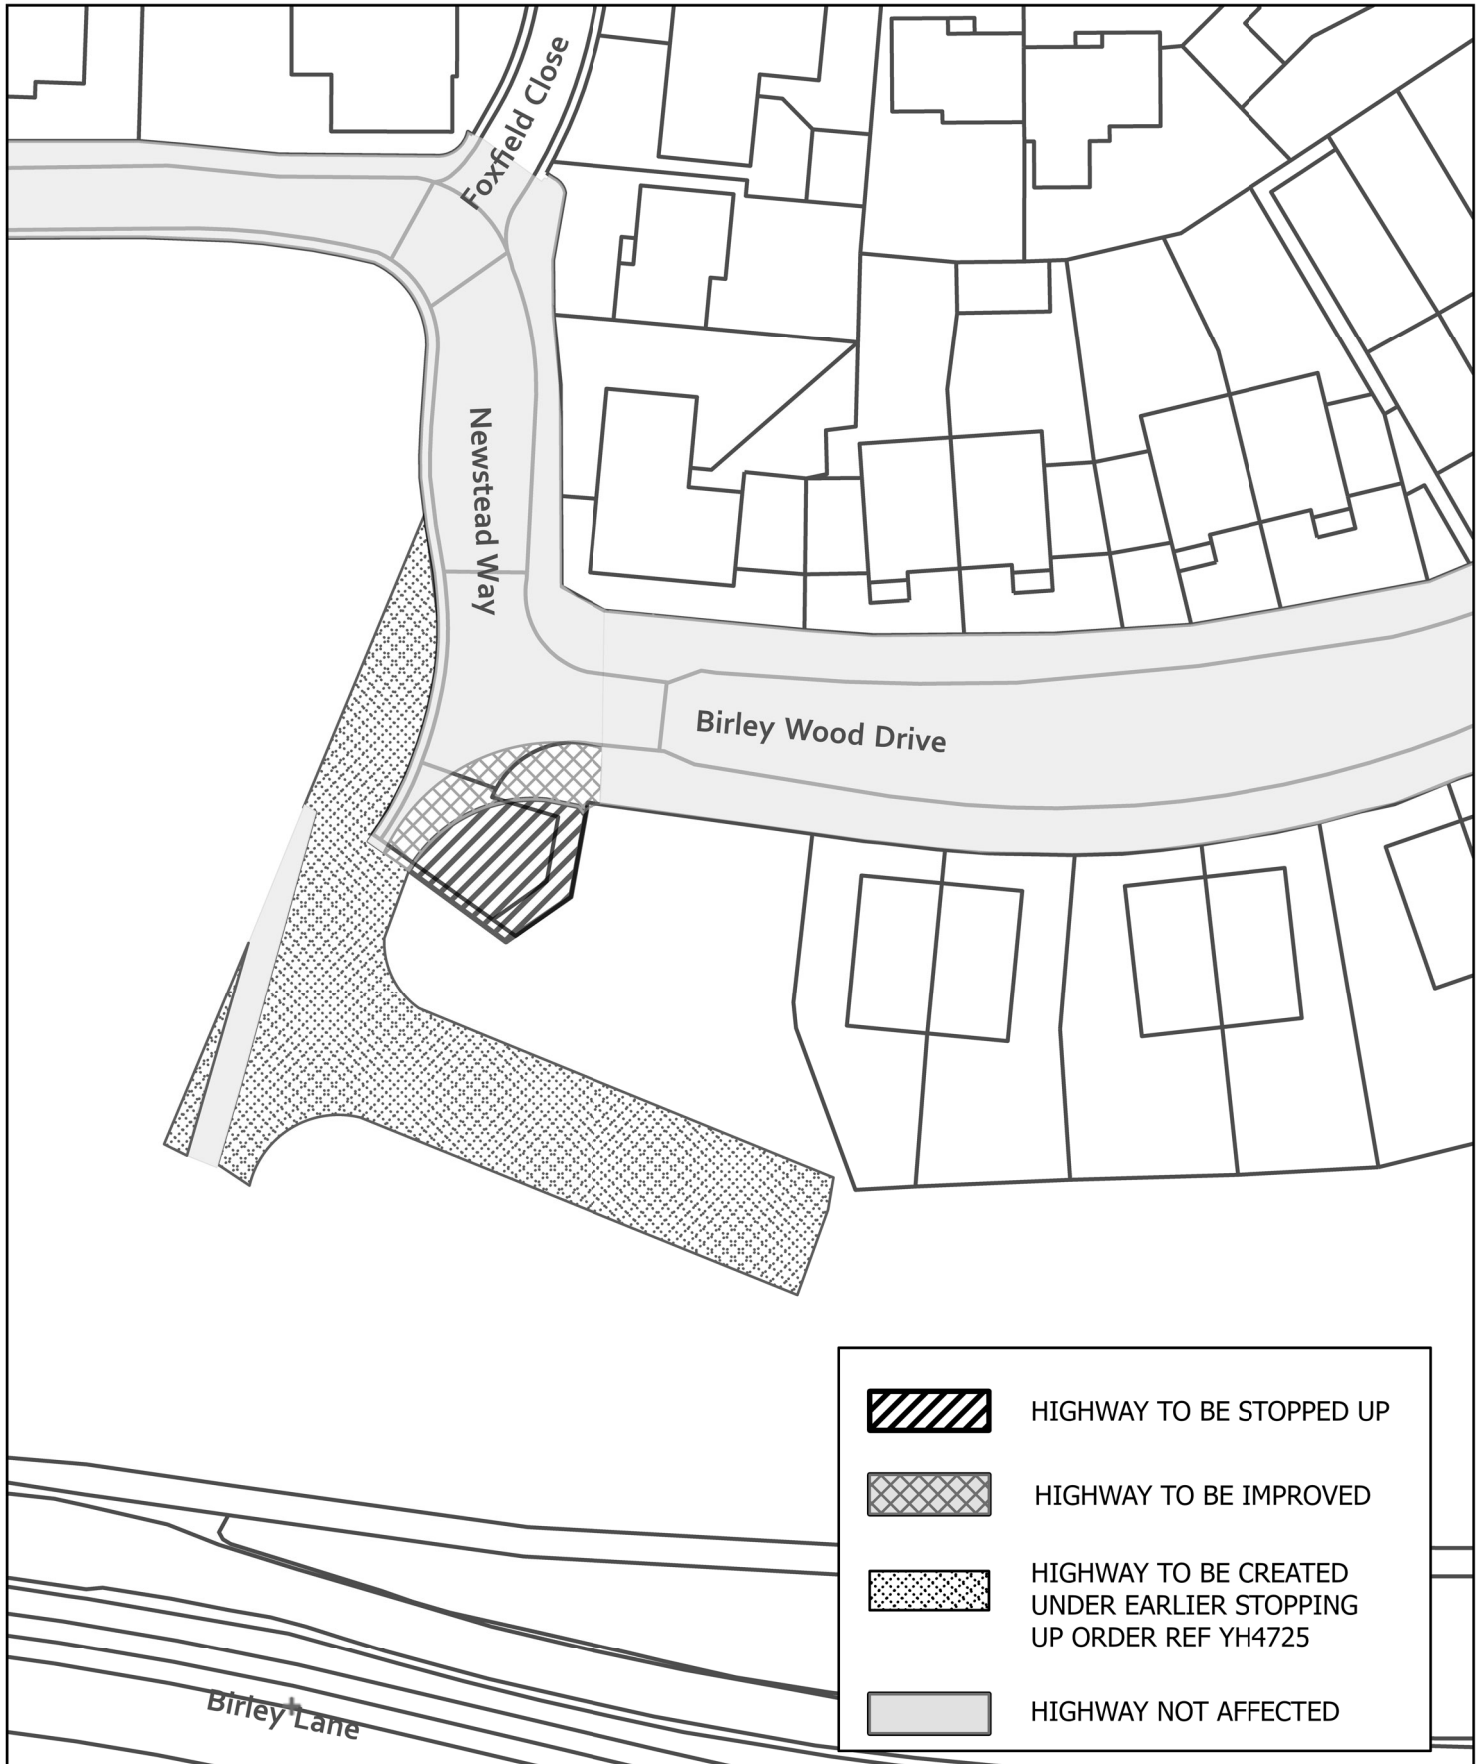 Foxfield Close
Newstead Way
Birley Wood Drive
HIGHWAY TO BE STOPPED UP
HIGHWAY TO BE IMPROVED
HIGHWAY TO BE CREATED
UNDER EARLIER STOPPING
UP ORDER REF YH4725
HIGHWAY NOT AFFECTED
Birley Lane